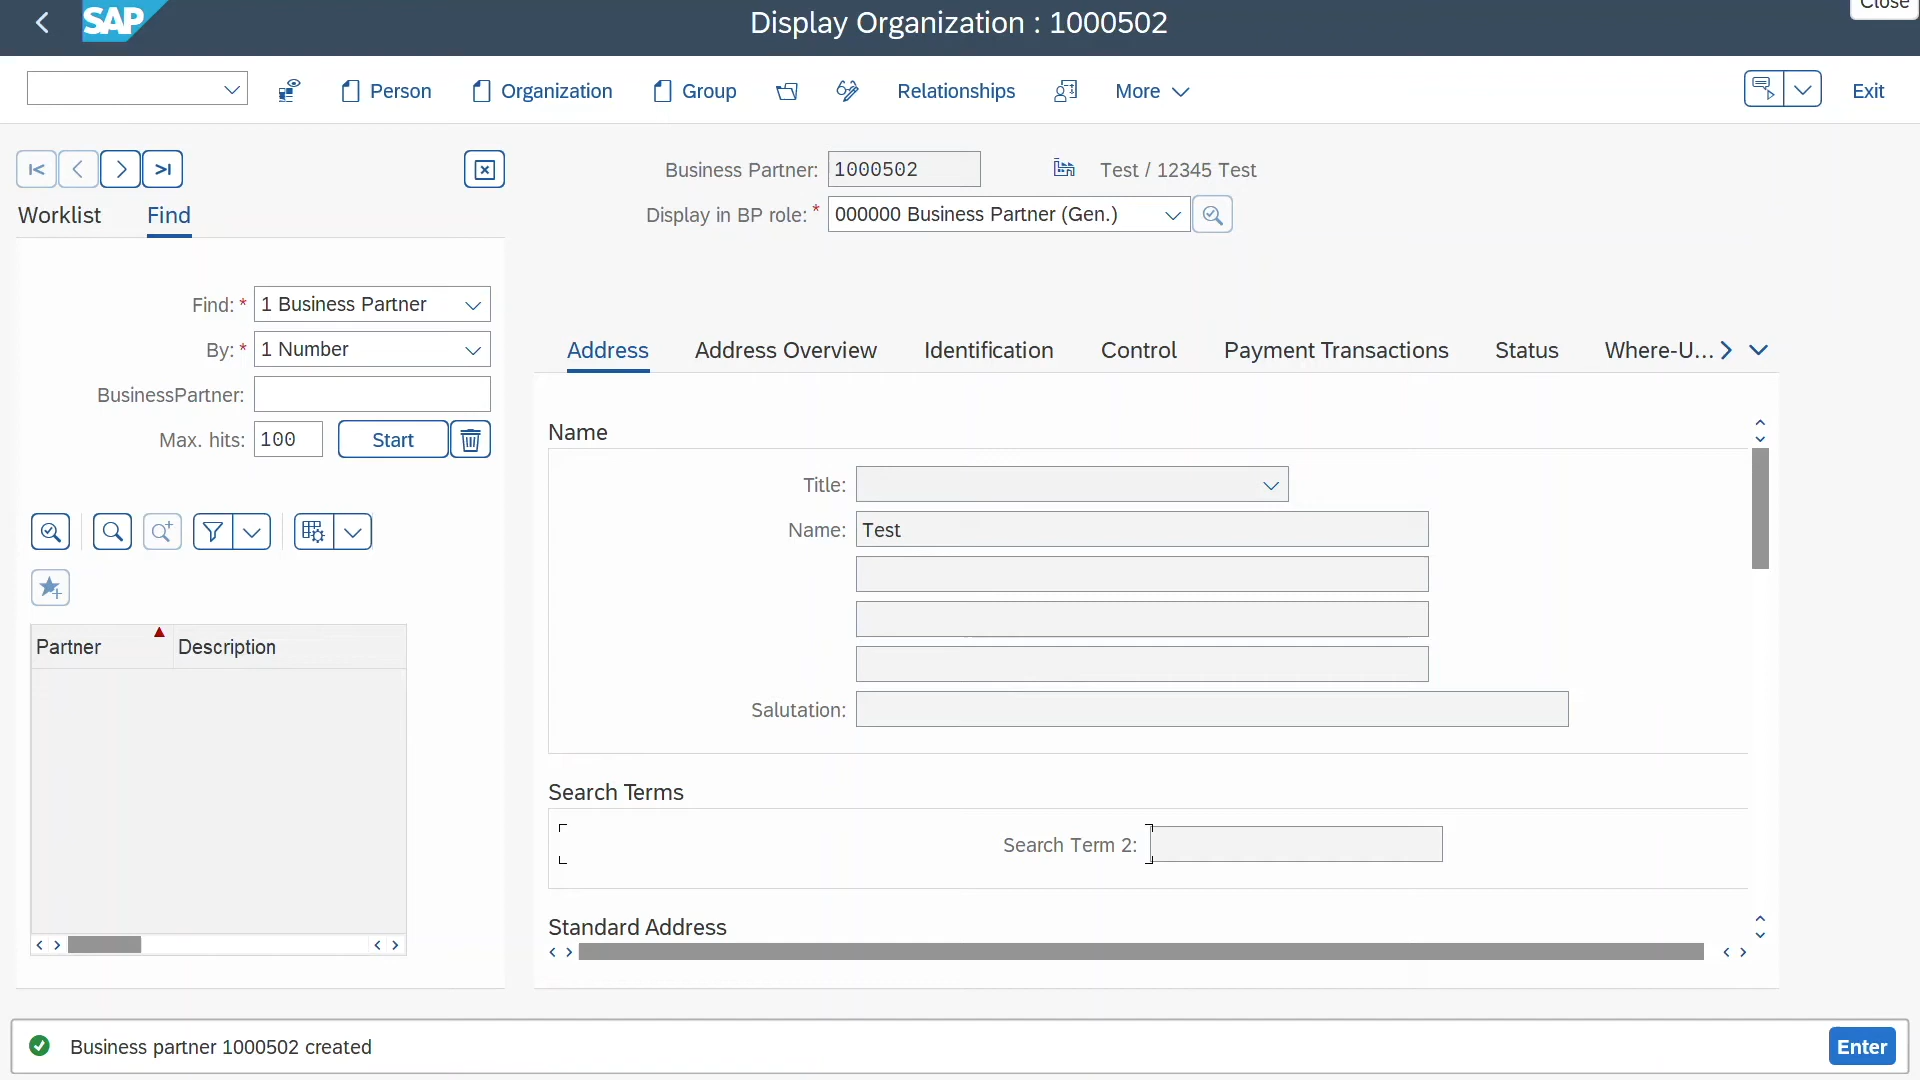 Close
SAP
Display Organization : 1000502
Person
Organization
Group
Relationships
More
Exit
Business Partner: 1000502 Test / 12345 Test
Display in BP role: * 000000 Business Partner (Gen.)
Worklist
Find
Find: * 1 Business Partner
By: * 1 Number
BusinessPartner:
Max. hits: 100
Start
Partner
Description
Address
Address Overview
Identification
Control
Payment Transactions
Status
Where-U...
Name
Title:
Name: Test
Salutation:
Search Terms
Search Term 2:
Standard Address
Business partner 1000502 created
Enter